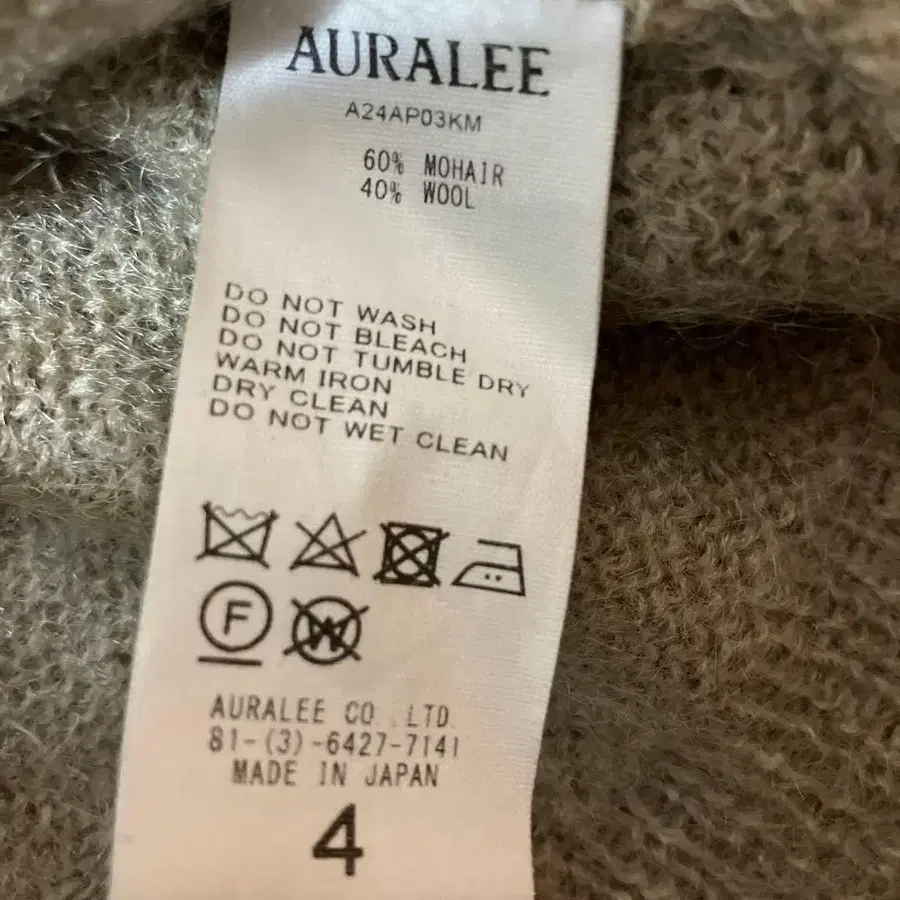 AURALEE
A24AP03KM
60% MOHAIR
40% WOOL
DO NOT WASH
DO NOT BLEACH
DO NOT TUMBLE DRY
WARM IRON
DRY CLEAN
DO NOT WET CLEAN
F W
AURALEE CO.LTD.
81-(3)-6427-7141
MADE IN JAPAN
4